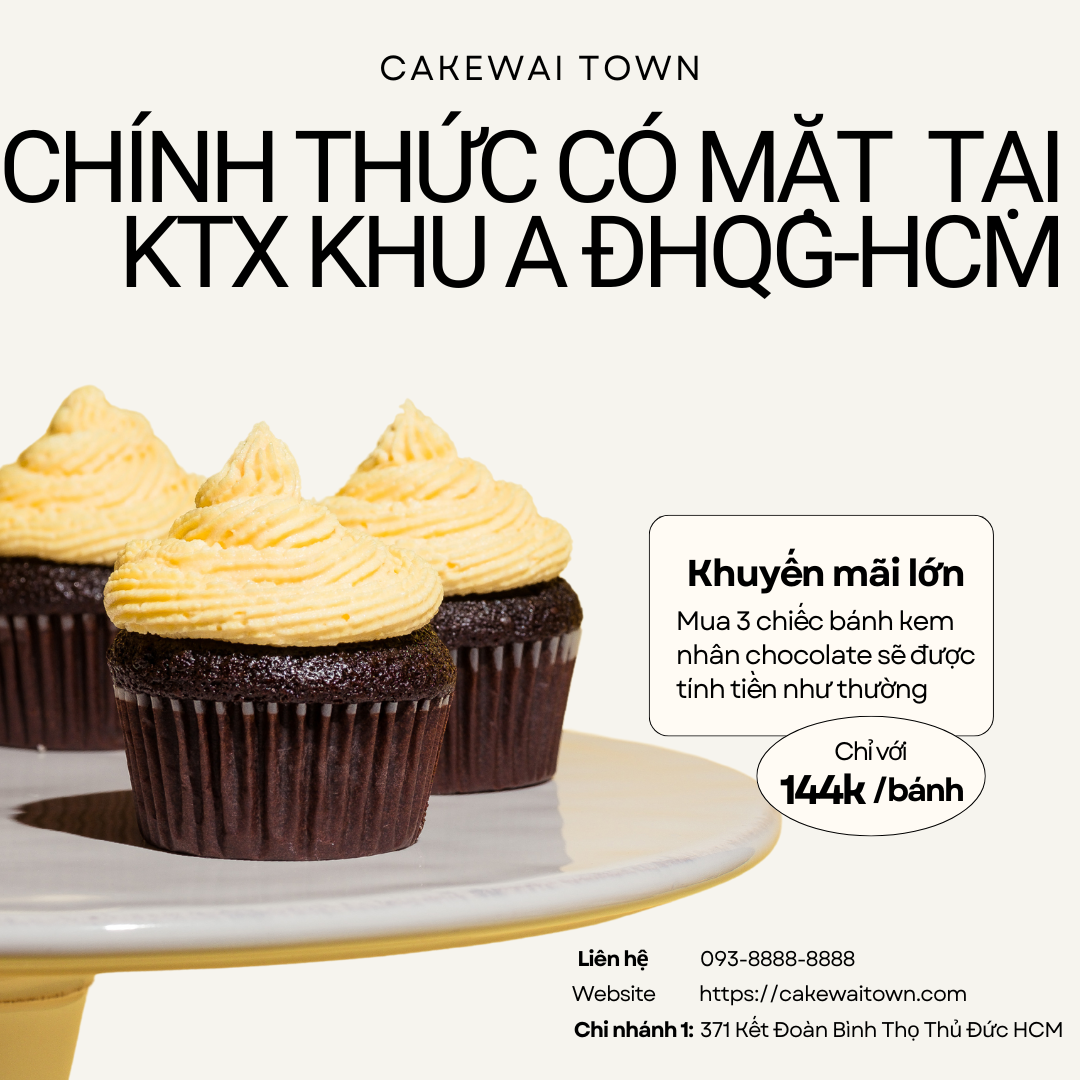 CAKEWAI TOWN
CHÍNH THỨC CÓ MẶT TẠI
KTX KHU A ĐHQG-HCM
Khuyến mãi lớn
Mua 3 chiếc bánh kem
nhân chocolate sẽ được
tính tiền như thường
Chỉ với
144k /bánh
Liên hệ 093-8888-8888
Website https://cakewaitown.com
Chi nhánh 1: 371 Kết Đoàn Bình Thọ Thủ Đức HCM